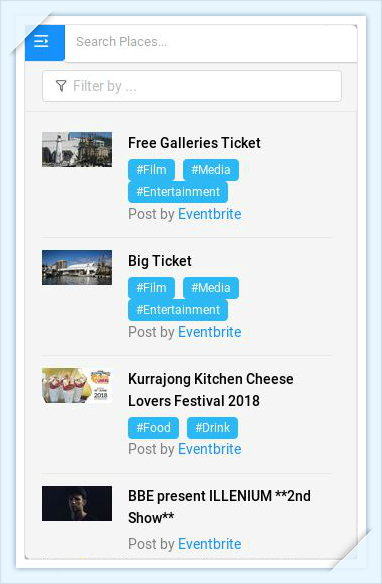 Search Places...
Filter by ...
Free Galleries Ticket
#Film #Media
#Entertainment
Post by Eventbrite
Big Ticket
#Film #Media
#Entertainment
Post by Eventbrite
Kurrajong Kitchen Cheese
Lovers Festival 2018
#Food #Drink
Post by Eventbrite
BBE present ILLENIUM **2nd
Show**
Post by Eventbrite